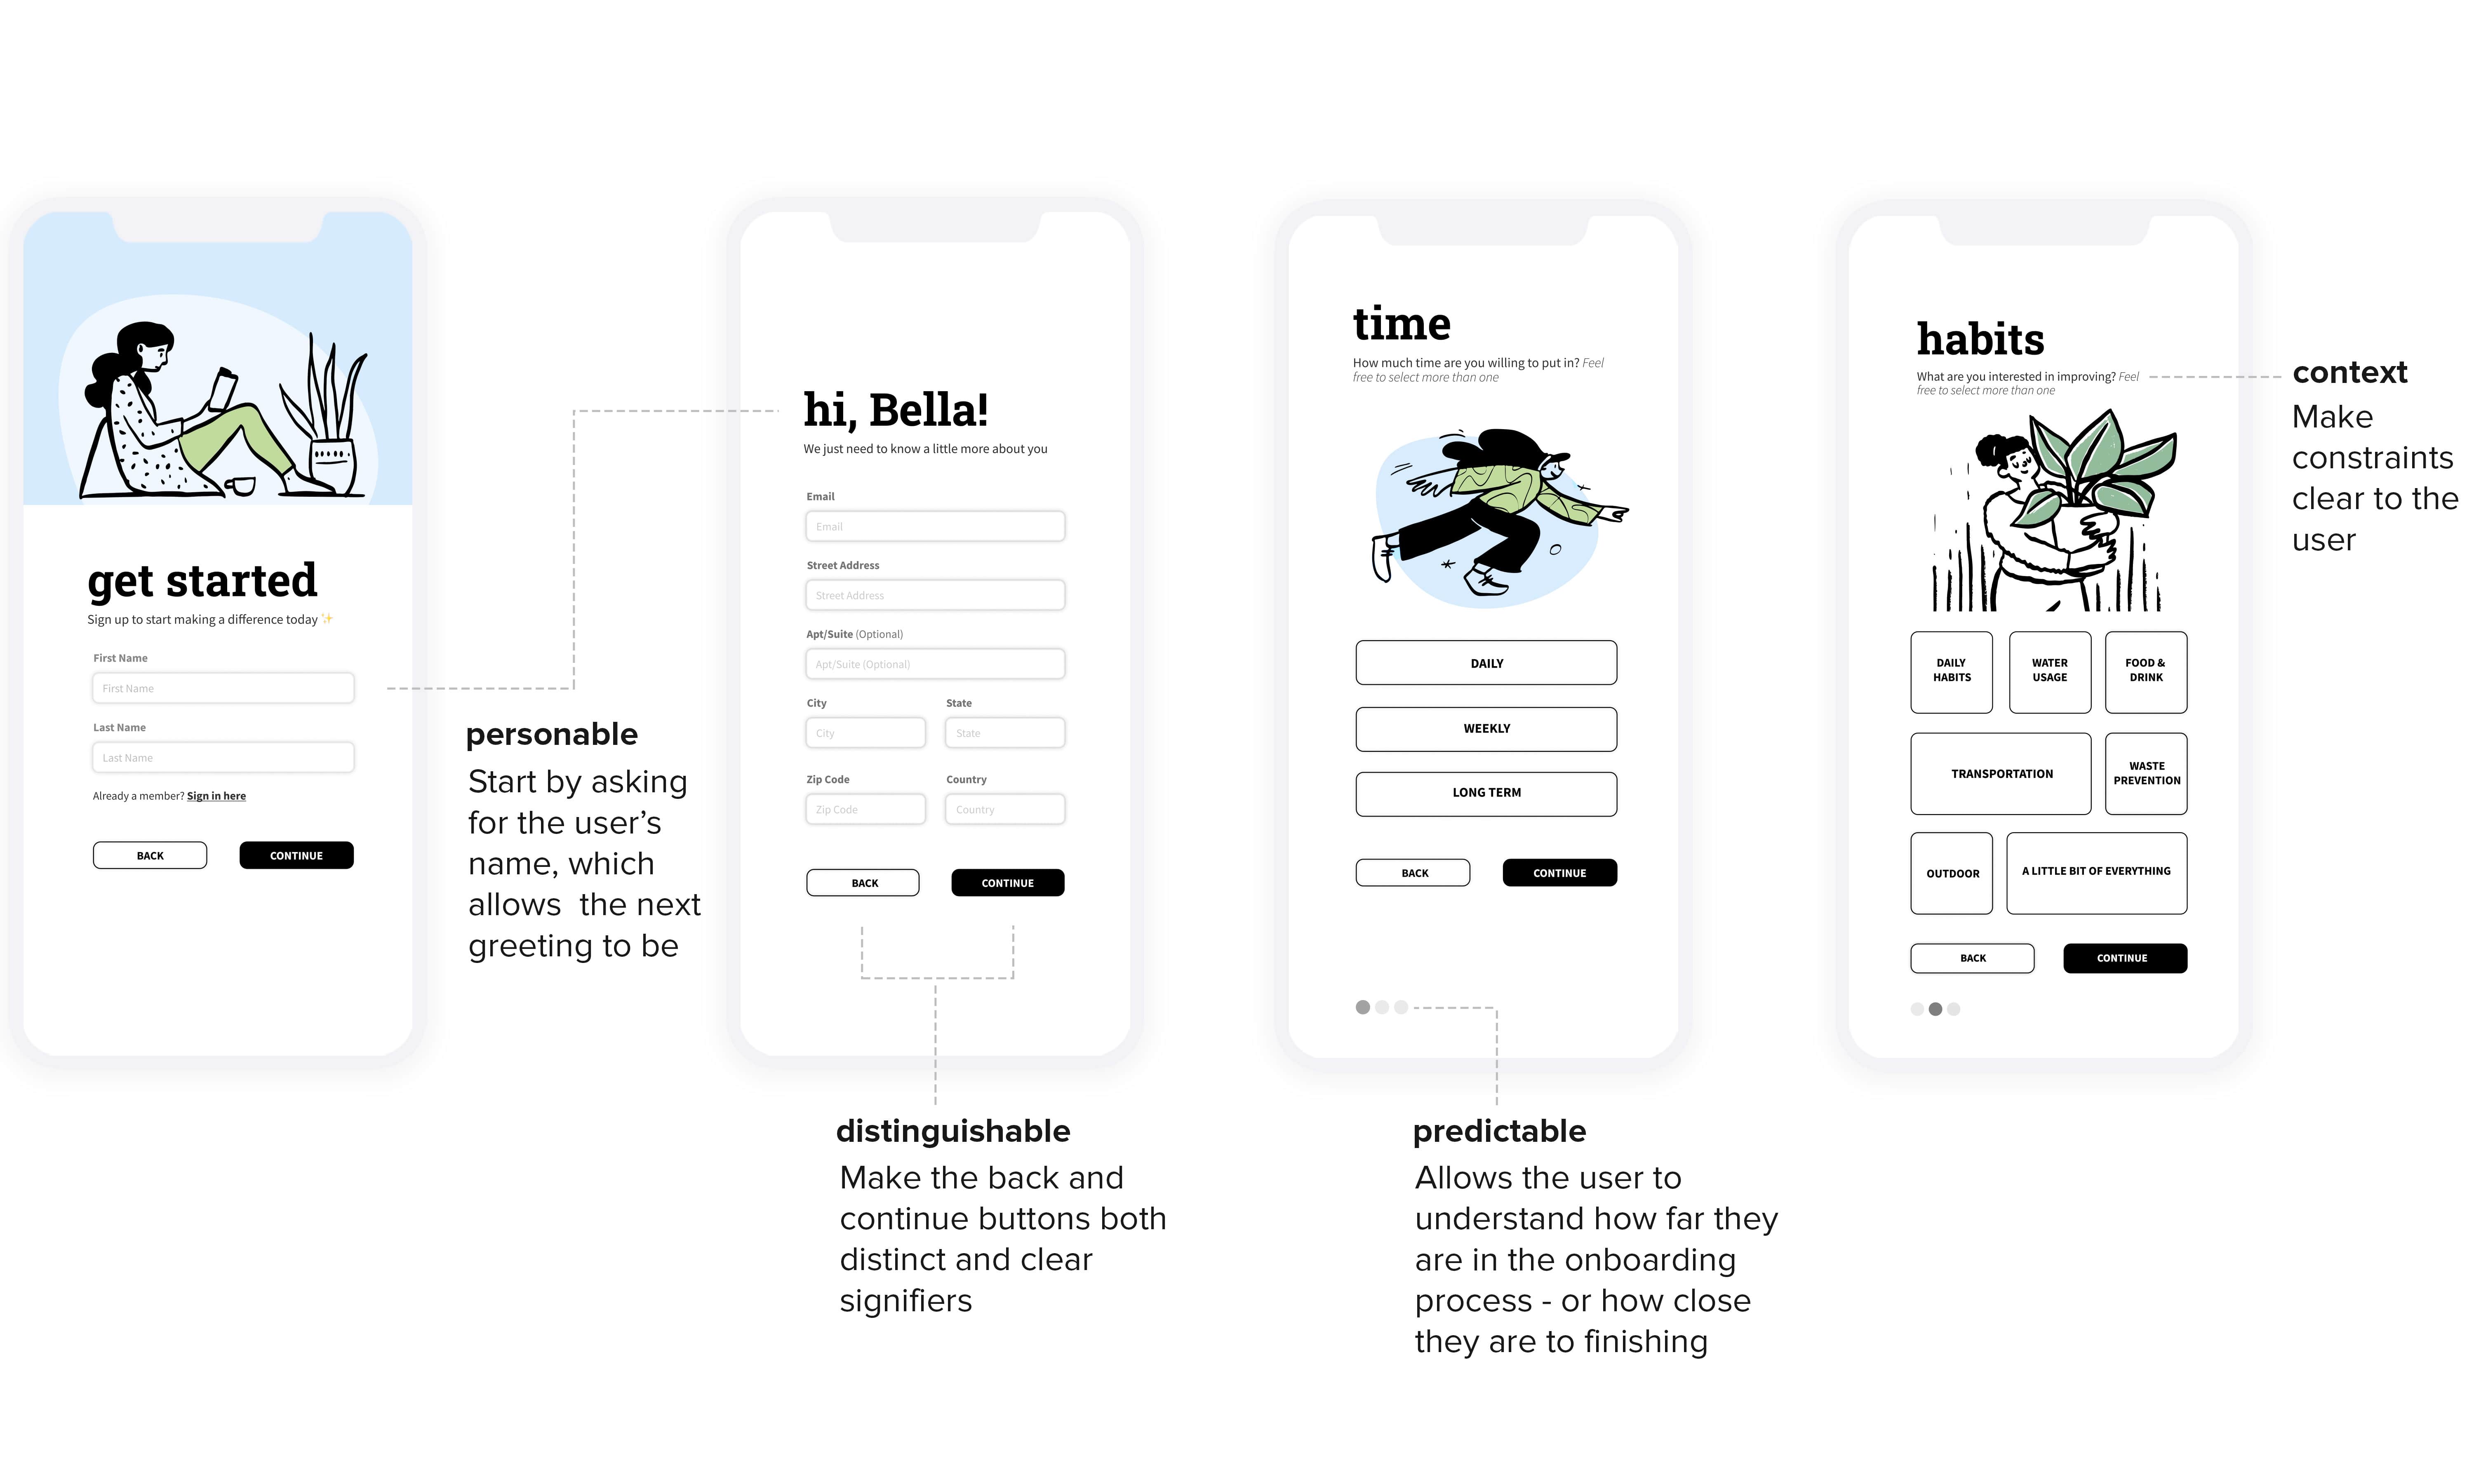 get started
Sign up to start making a difference today ✨
First Name
First Name
Last Name
Last Name
Already a member? Sign in here
BACK
CONTINUE
personable
Start by asking
for the user’s
name, which
allows  the next
greeting to be
hi, Bella!
We just need to know a little more about you
Email
Email
Street Address
Street Address
Apt/Suite (Optional)
Apt/Suite (Optional)
City
State
City
State
Zip Code
Country
Zip Code
Country
BACK
CONTINUE
distinguishable
Make the back and
continue buttons both
distinct and clear
signifiers
time
How much time are you willing to put in? Feel
free to select more than one
DAILY
WEEKLY
LONG TERM
BACK
CONTINUE
predictable
Allows the user to
understand how far they
are in the onboarding
process - or how close
they are to finishing
habits
What are you interested in improving? Feel
free to select more than one
DAILY
HABITS
WATER
USAGE
FOOD &
DRINK
TRANSPORTATION
WASTE
PREVENTION
OUTDOOR
A LITTLE BIT OF EVERYTHING
BACK
CONTINUE
context
Make
constraints
clear to the
user